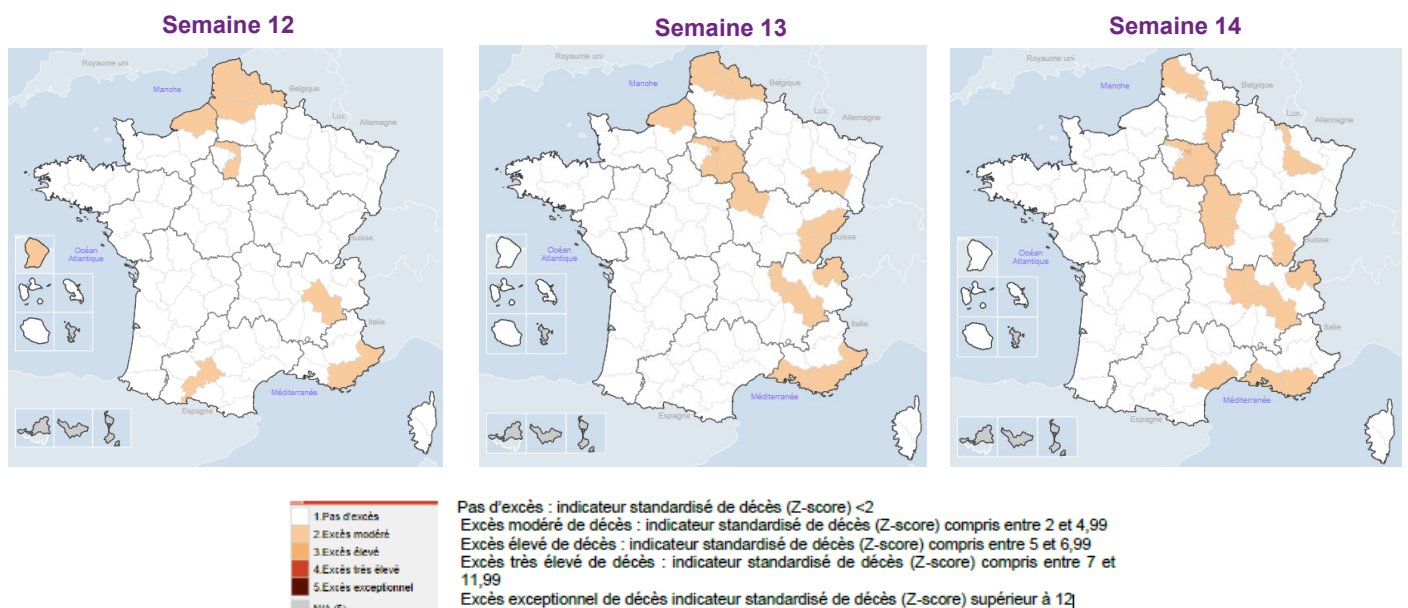 Semaine 12
Royaume uni
Manche
Belgique
Lux.
Allemagne
Suisse
Océan
Atlantique
Italie
Méditerranée
Espagne
Semaine 13
Royaume uni
Manche
Belgique
Lux.
Allemagne
Suisse
Océan
Atlantique
Italie
Méditerranée
Espagne
Semaine 14
Royaume uni
Manche
Belgique
Lux.
Allemagne
Suisse
Océan
Atlantique
Italie
Méditerranée
Espagne
1.Pas d'excès
2.Excès modéré
3.Excès élevé
4.Excès très élevé
5.Excès exceptionnel
Pas d'excès : indicateur standardisé de décès (Z-score) <2
Excès modéré de décès : indicateur standardisé de décès (Z-score) compris entre 2 et 4,99
Excès élevé de décès : indicateur standardisé de décès (Z-score) compris entre 5 et 6,99
Excès très élevé de décès : indicateur standardisé de décès (Z-score) compris entre 7 et
11,99
Excès exceptionnel de décès indicateur standardisé de décès (Z-score) supérieur à 12